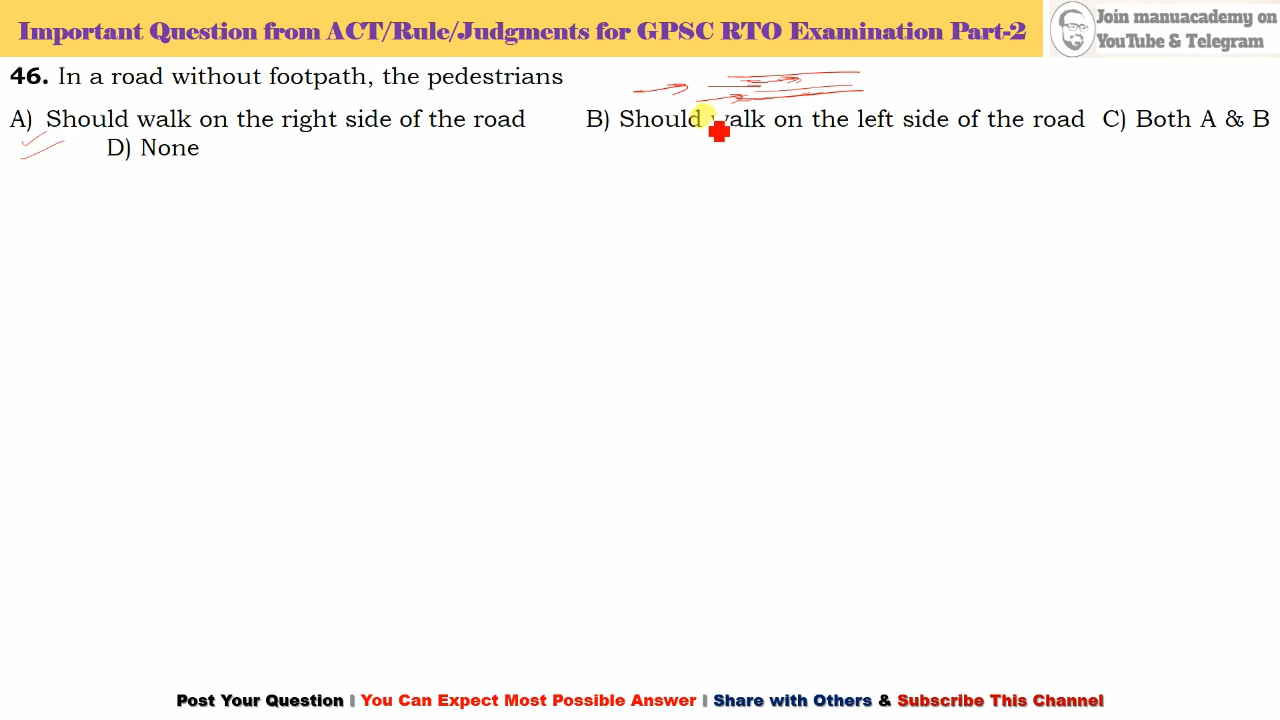 Important Question from ACT/Rule/Judgments for GPSC RTO Examination Part-2
Join manuacademy on
YouTube & Telegram
46. In a road without footpath, the pedestrians
A) Should walk on the right side of the road B) Should walk on the left side of the road C) Both A & B
D) None
Post Your Question | You Can Expect Most Possible Answer | Share with Others & Subscribe This Channel